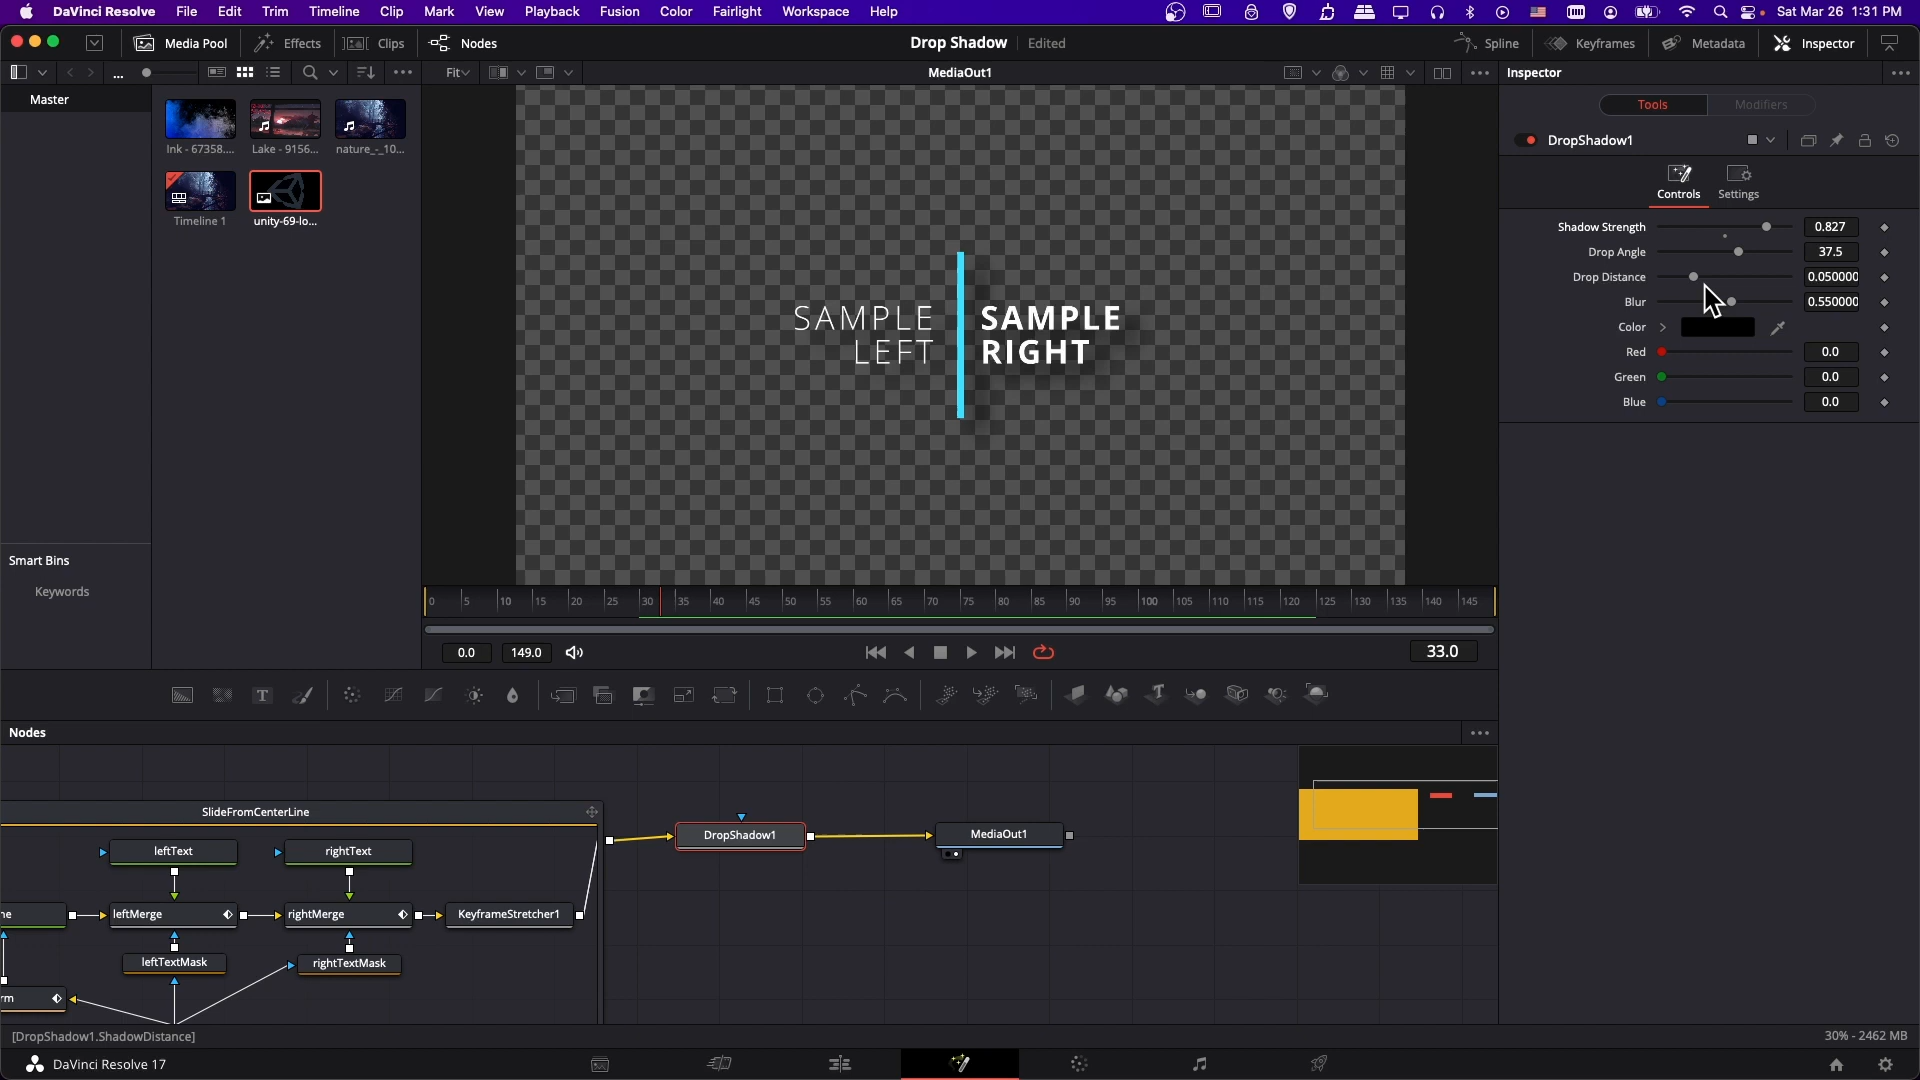 DaVinci Resolve File Edit Trim Timeline Clip Mark View Playback Fusion Color Fairlight Workspace Help Sat Mar 26 1:31 PM
Media Pool Effects Clips Nodes Drop Shadow Edited Spline Keyframes Metadata Inspector
... Fit MediaOut1 Inspector
Master
Tools Modifiers
DropShadow1
Controls Settings
Ink - 67358.... Lake - 9156... nature_-_10...
Timeline 1 unity-69-lo...
Shadow Strength 0.827
Drop Angle 37.5
Drop Distance 0.050000
Blur 0.550000
Color
Red 0.0
Green 0.0
Blue 0.0
SAMPLE
LEFT
SAMPLE
RIGHT
Smart Bins
Keywords
0 5 10 15 20 25 30 35 40 45 50 55 60 65 70 75 80 85 90 95 100 105 110 115 120 125 130 135 140 145
0.0 149.0 33.0
T
Nodes
SlideFromCenterLine
DropShadow1 MediaOut1
leftText rightText
ne leftMerge rightMerge KeyframeStretcher1
leftTextMask rightTextMask
rm
[DropShadow1.ShadowDistance] 30% - 2462 MB
DaVinci Resolve 17